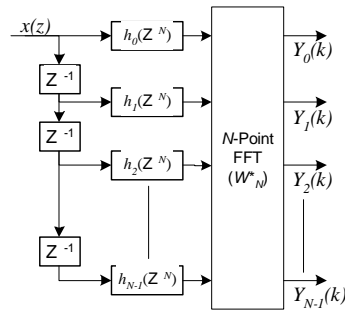 x(z)
h₀(Z ᴺ)
Y₀(k)
Z ⁻¹
h₁(Z ᴺ)
Y₁(k)
Z ⁻¹
N-Point
FFT
(W*ₙ)
h₂(Z ᴺ)
Y₂(k)
Z ⁻¹
hN-1(Z ᴺ)
YN-1(k)